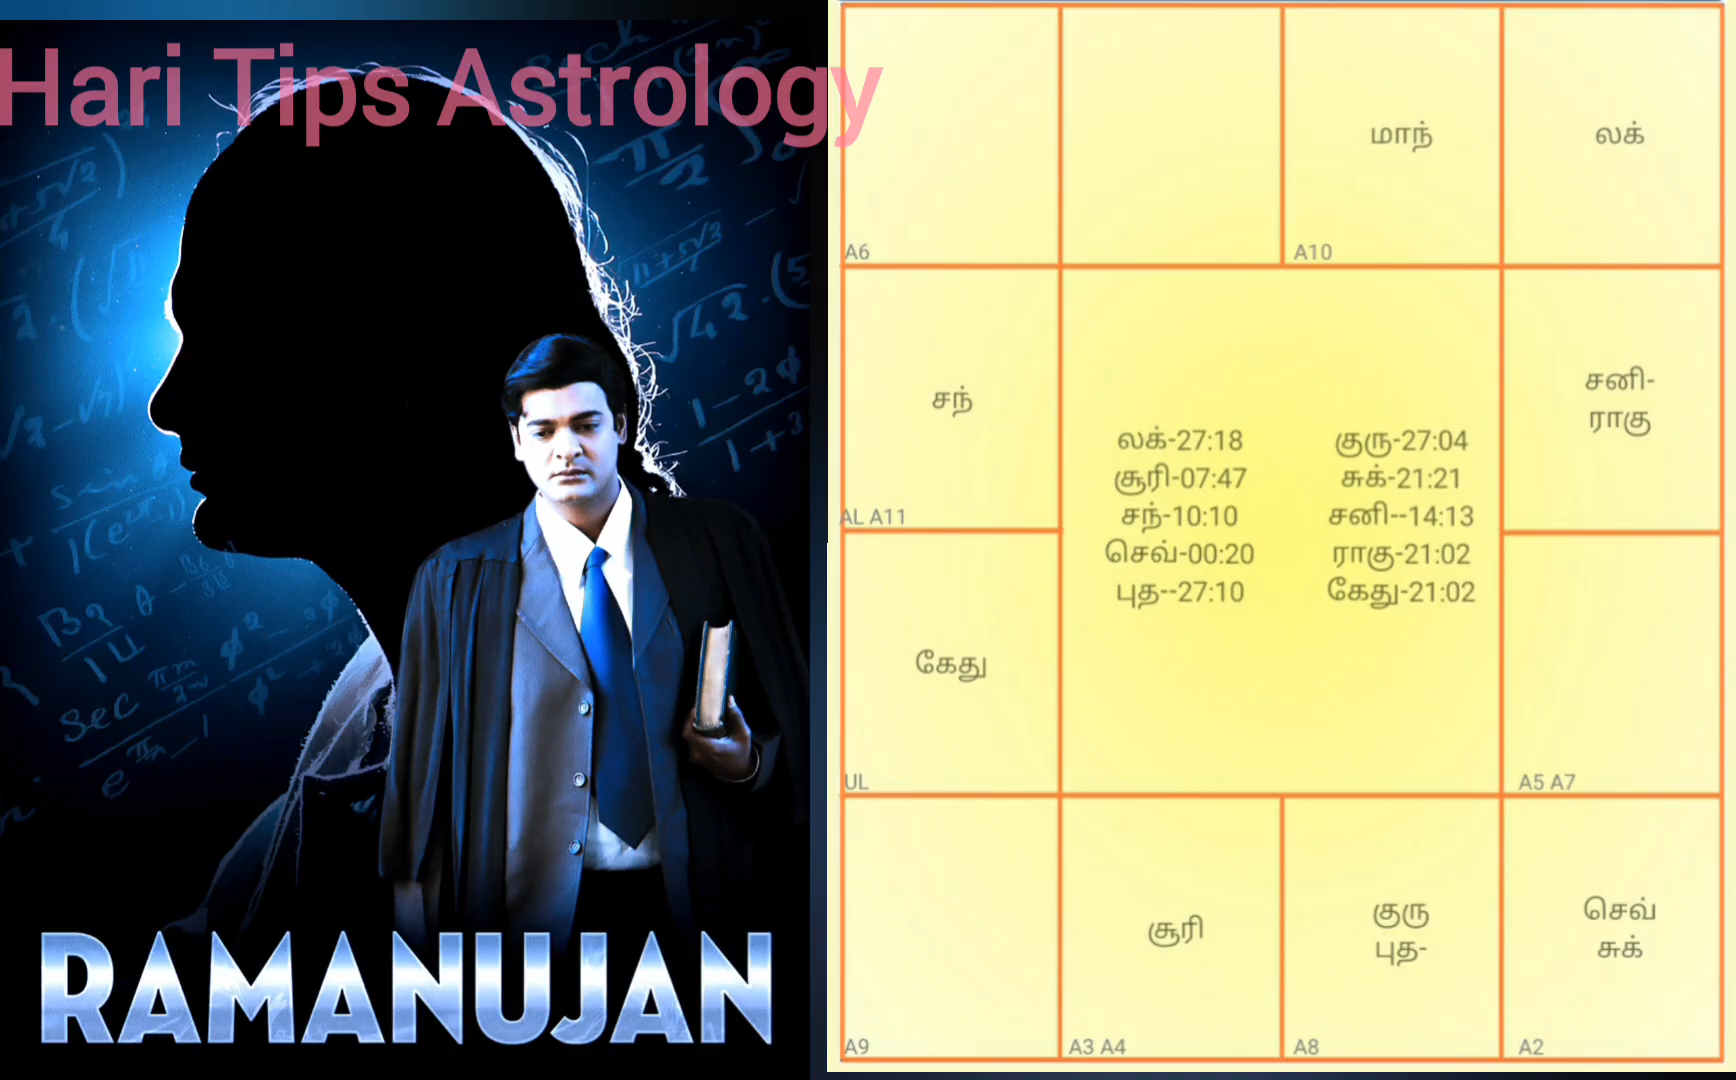 Hari Tips Astrology
RAMANUJAN
மாந்
லக்
A6
A10
சந்
சனி-
ராகு
AL A11
லக்-27:18
சூரி-07:47
சந்-10:10
செவ்-00:20
புத--27:10
குரு-27:04
சுக்-21:21
சனி--14:13
ராகு-21:02
கேது-21:02
கேது
UL
A5 A7
சூரி
குரு
புத-
செவ்
சுக்
A9
A3 A4
A8
A2